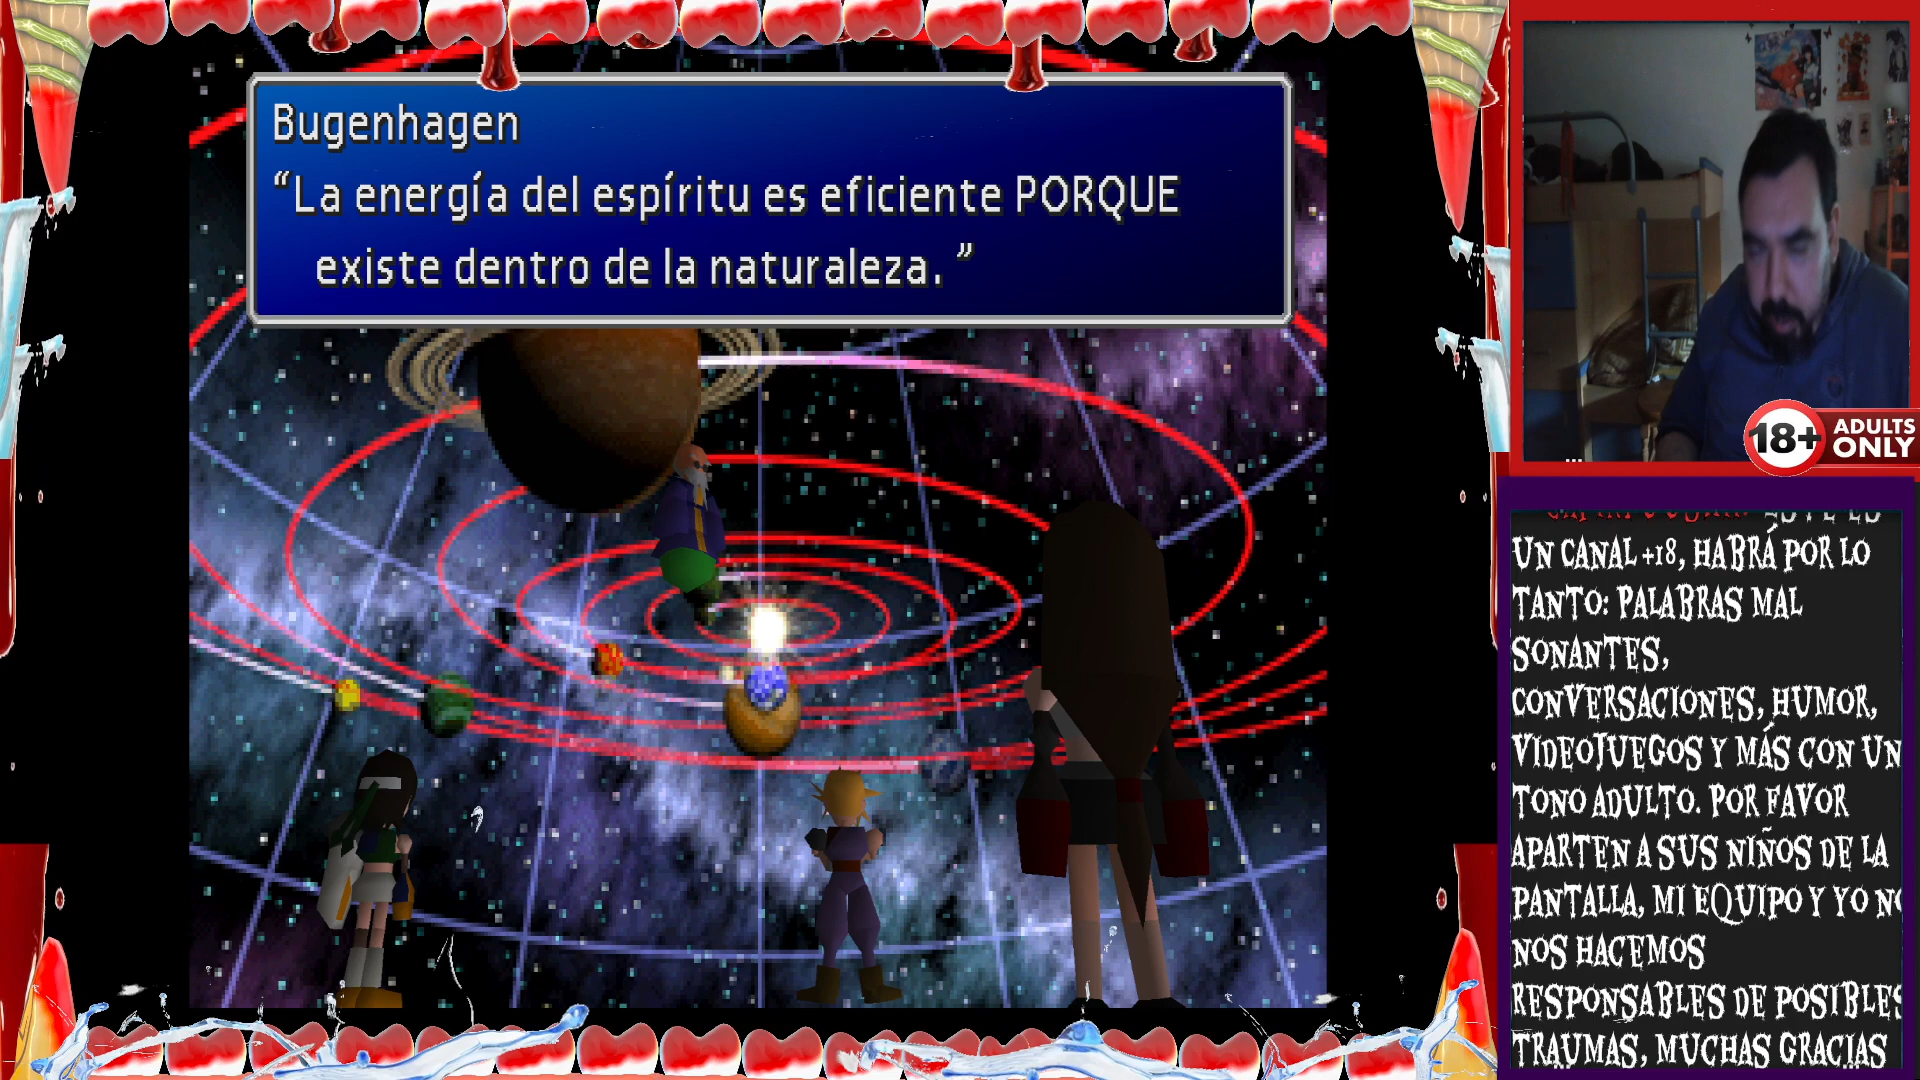 Bugenhagen
“La energía del espíritu es eficiente PORQUE
existe dentro de la naturaleza. ”
18+ ADULTS
ONLY
...
ESTE ES
UN CANAL +18, HABRÁ POR LO
TANTO: PALABRAS MAL
SONANTES,
CONVERSACIONES, HUMOR,
VIDEOJUEGOS Y MÁS CON UN
TONO ADULTO. POR FAVOR
APARTEN A SUS NIÑOS DE LA
PANTALLA, MI EQUIPO Y YO NO
NOS HACEMOS
RESPONSABLES DE POSIBLES
TRAUMAS, MUCHAS GRACIAS